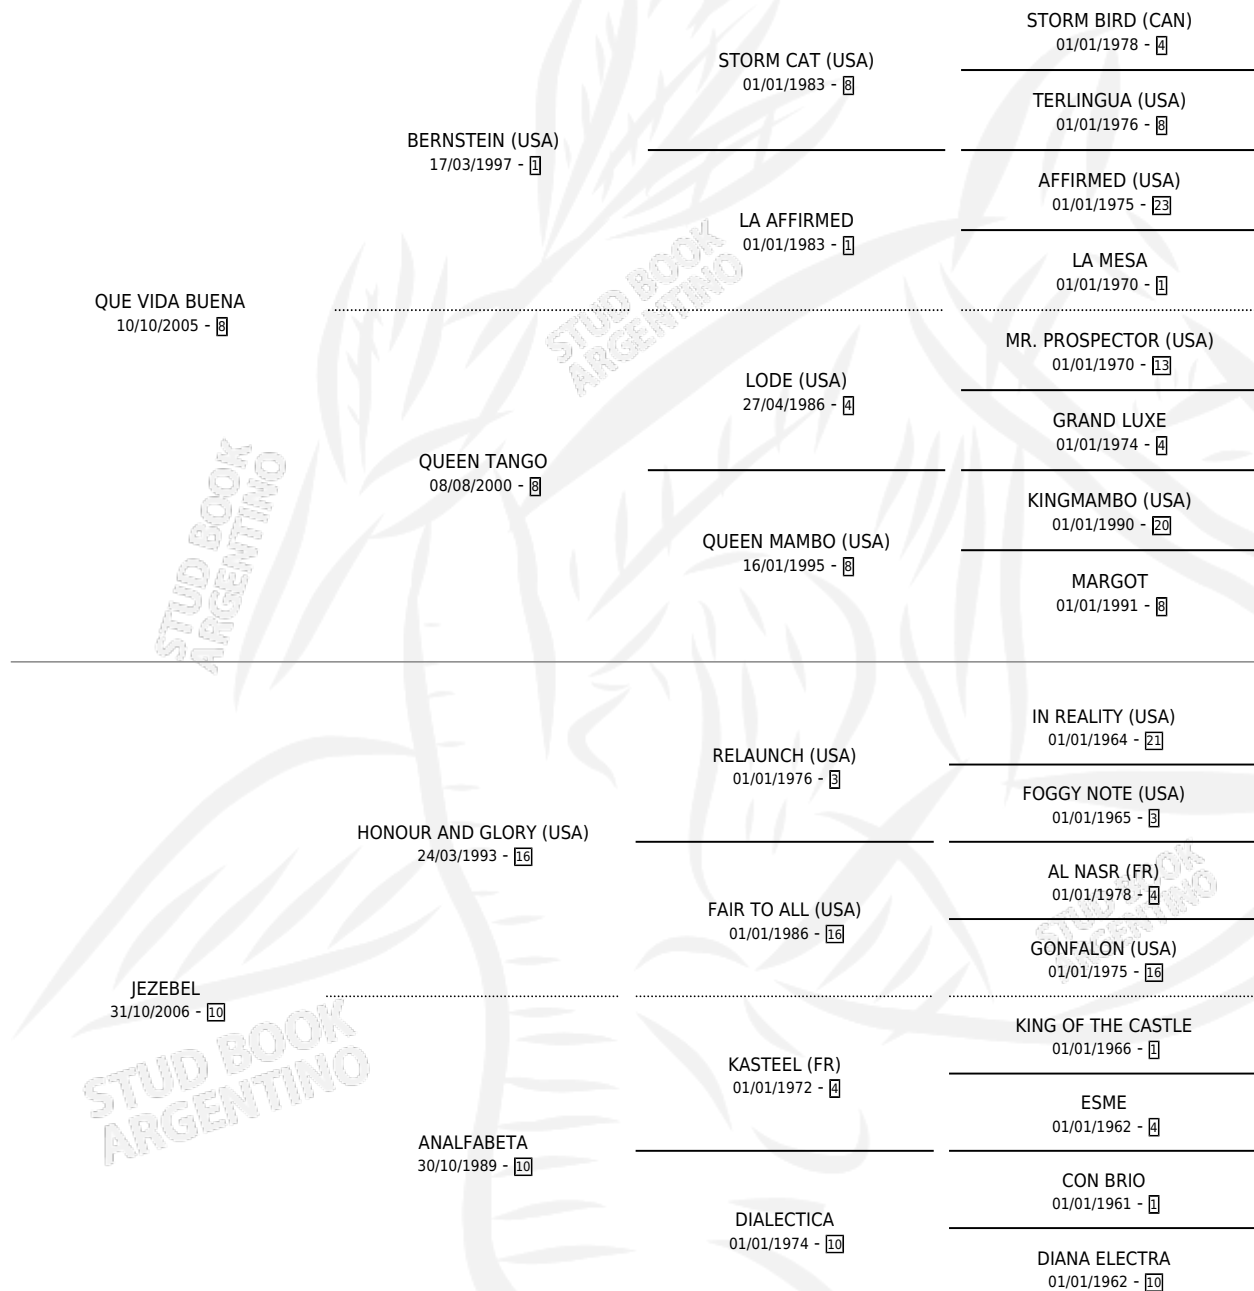 STORM BIRD (CAN)
01/01/1978 - 4
STORM CAT (USA)
01/01/1983 - 8
TERLINGUA (USA)
01/01/1976 - 8
BERNSTEIN (USA)
17/03/1997 - 1
AFFIRMED (USA)
01/01/1975 - 23
LA AFFIRMED
01/01/1983 - 1
LA MESA
01/01/1970 - 1
QUE VIDA BUENA
10/10/2005 - 8
MR. PROSPECTOR (USA)
01/01/1970 - 13
LODE (USA)
27/04/1986 - 4
GRAND LUXE
01/01/1974 - 4
QUEEN TANGO
08/08/2000 - 8
KINGMAMBO (USA)
01/01/1990 - 20
QUEEN MAMBO (USA)
16/01/1995 - 8
MARGOT
01/01/1991 - 8
IN REALITY (USA)
01/01/1964 - 21
RELAUNCH (USA)
01/01/1976 - 3
FOGGY NOTE (USA)
01/01/1965 - 3
HONOUR AND GLORY (USA)
24/03/1993 - 16
AL NASR (FR)
01/01/1978 - 4
FAIR TO ALL (USA)
01/01/1986 - 16
GONFALON (USA)
01/01/1975 - 16
JEZEBEL
31/10/2006 - 10
KING OF THE CASTLE
01/01/1966 - 1
KASTEEL (FR)
01/01/1972 - 4
ESME
01/01/1962 - 4
ANALFABETA
30/10/1989 - 10
CON BRIO
01/01/1961 - 1
DIALECTICA
01/01/1974 - 10
DIANA ELECTRA
01/01/1962 - 10
STUD BOOK
ARGENTINO
STUD BOOK
ARGENTINO
STUD BOOK
ARGENTINO
STUD BOOK
ARGENTINO